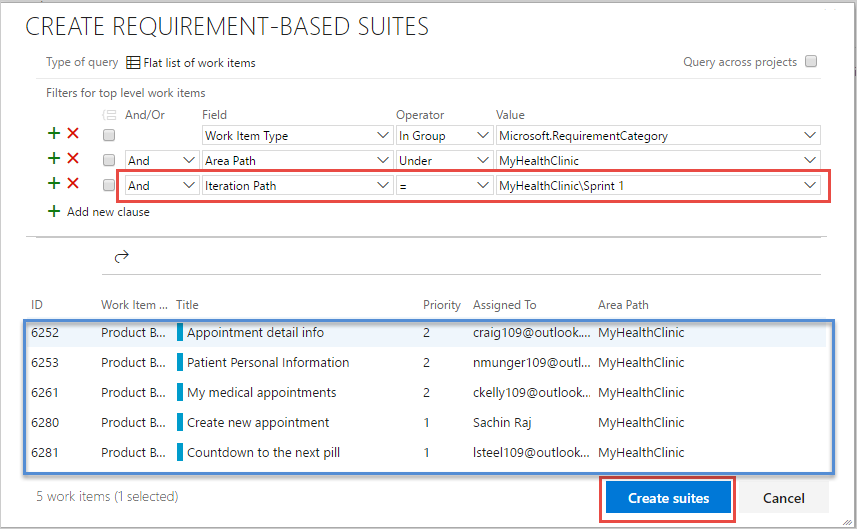 CREATE REQUIREMENT-BASED SUITES
Type of query Flat list of work items Query across projects
Filters for top level work items
And/Or Field Operator Value
Work Item Type In Group Microsoft.RequirementCategory
And Area Path Under MyHealthClinic
And Iteration Path = MyHealthClinic\Sprint 1
Add new clause
ID Work Item ... Title Priority Assigned To Area Path
6252 Product B... Appointment detail info 2 craig109@outlook.... MyHealthClinic
6253 Product B... Patient Personal Information 2 nmunger109@outl... MyHealthClinic
6261 Product B... My medical appointments 2 ckelly109@outlook... MyHealthClinic
6280 Product B... Create new appointment 1 Sachin Raj MyHealthClinic
6281 Product B... Countdown to the next pill 1 lsteel109@outlook... MyHealthClinic
5 work items (1 selected) Create suites Cancel